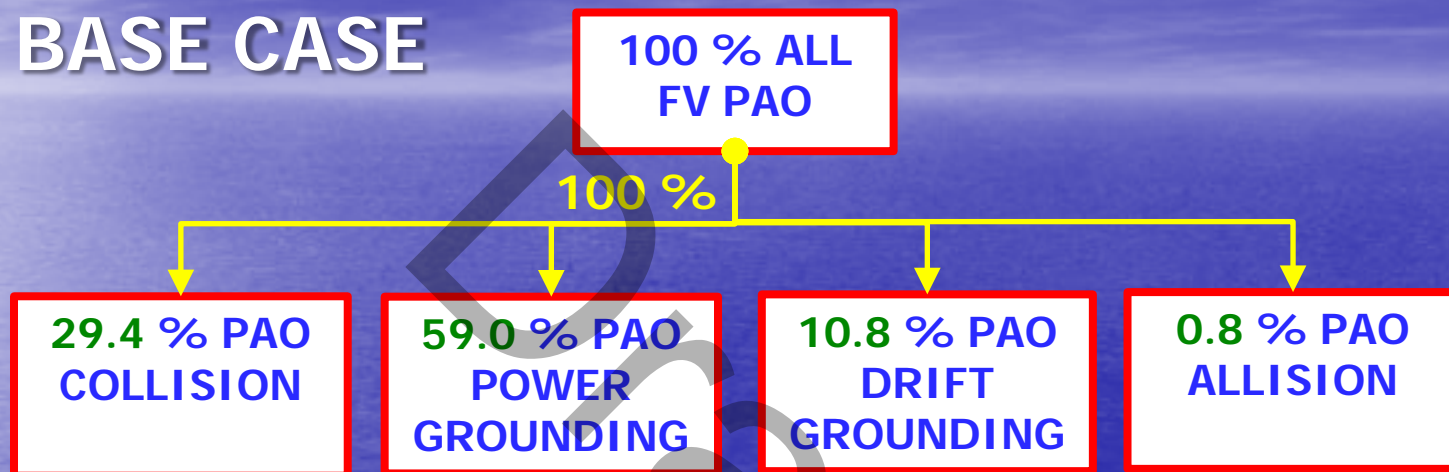 BASE CASE
100 % ALL
FV PAO
100 %
29.4 % PAO
COLLISION
59.0 % PAO
POWER
GROUNDING
10.8 % PAO
DRIFT
GROUNDING
0.8 % PAO
ALLISION